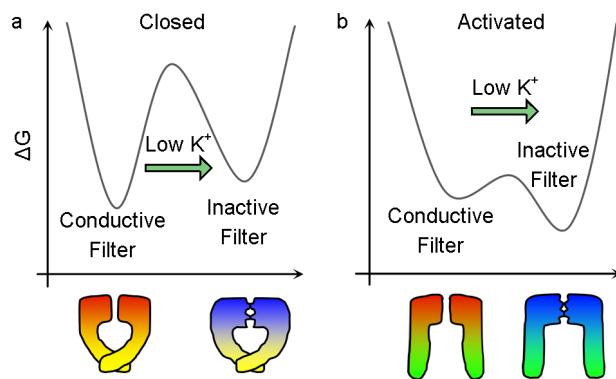 a
Closed
ΔG
Low K⁺
Conductive
Filter
Inactive
Filter
b
Activated
Low K⁺
Inactive
Filter
Conductive
Filter